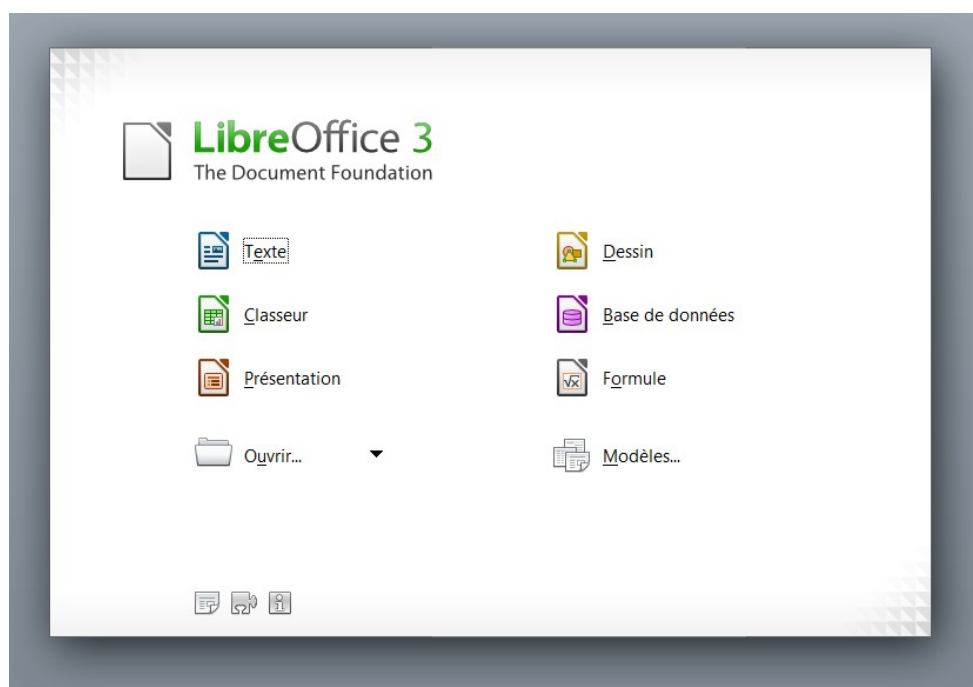 LibreOffice 3
The Document Foundation
Texte
Dessin
Classeur
Base de données
Présentation
Formule
Ouvrir...
Modèles...